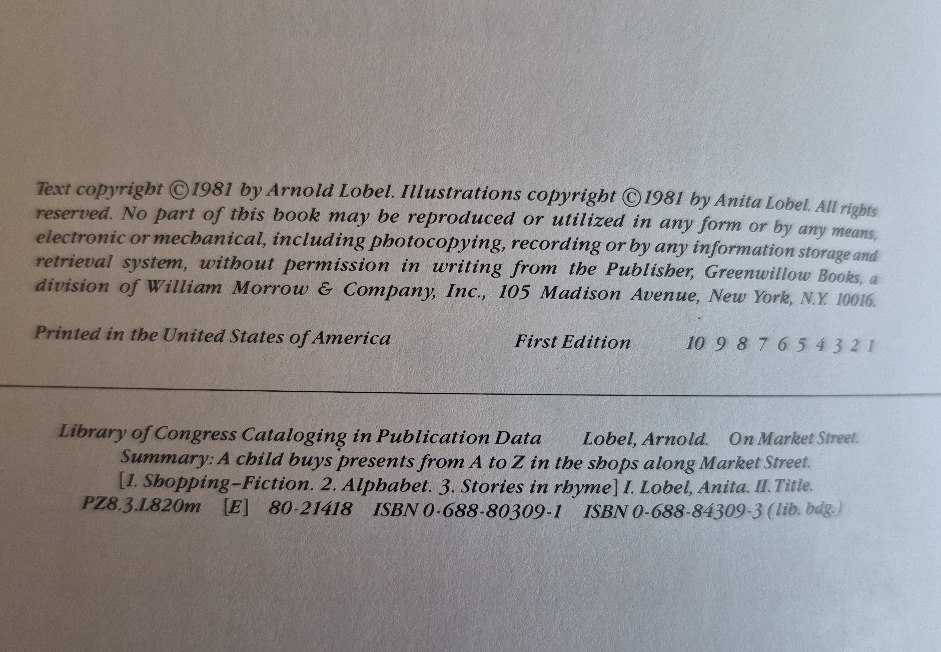 Text copyright ©1981 by Arnold Lobel. Illustrations copyright ©1981 by Anita Lobel. All rights
reserved. No part of this book may be reproduced or utilized in any form or by any means,
electronic or mechanical, including photocopying, recording or by any information storage and
retrieval system, without permission in writing from the Publisher, Greenwillow Books, a
division of William Morrow & Company, Inc., 105 Madison Avenue, New York, N.Y. 10016.
Printed in the United States of America First Edition 10 9 8 7 6 5 4 3 2 1
Library of Congress Cataloging in Publication Data Lobel, Arnold. On Market Street.
Summary: A child buys presents from A to Z in the shops along Market Street.
[1. Shopping–Fiction. 2. Alphabet. 3. Stories in rhyme] I. Lobel, Anita. II. Title.
PZ8.3.L820m [E] 80-21418 ISBN 0-688-80309-1 ISBN 0-688-84309-3 (lib. bdg.)